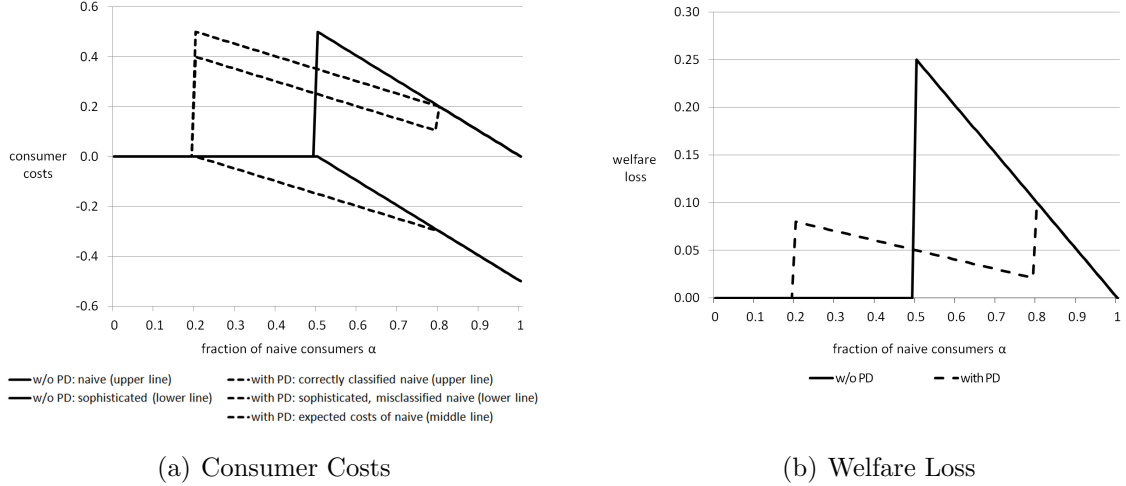 0.6
0.4
0.2
0.0
-0.2
-0.4
-0.6
consumer
costs
0 0.1 0.2 0.3 0.4 0.5 0.6 0.7 0.8 0.9 1
fraction of naive consumers α
w/o PD: naive (upper line)
w/o PD: sophisticated (lower line)
with PD: correctly classified naive (upper line)
with PD: sophisticated, misclassified naive (lower line)
with PD: expected costs of naive (middle line)
(a) Consumer Costs
0.30
0.25
0.20
0.15
0.10
0.05
0.00
welfare
loss
0 0.1 0.2 0.3 0.4 0.5 0.6 0.7 0.8 0.9 1
fraction of naive consumers α
w/o PD
with PD
(b) Welfare Loss